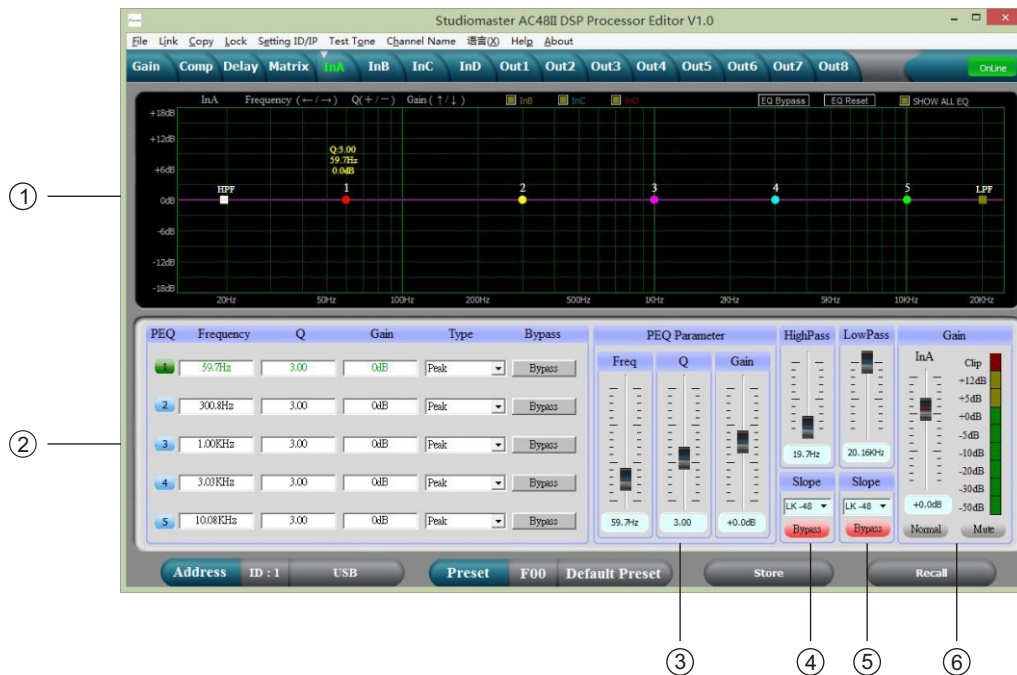 Studiomaster AC48II DSP Processor Editor V1.0
File Link Copy Lock Setting ID/IP Test Tone Channel Name 语言(X) Help About
Gain Comp Delay Matrix InA InB InC InD Out1 Out2 Out3 Out4 Out5 Out6 Out7 Out8 OnLine
InA Frequency (←/→) Q(+/−) Gain(↑/↓) InB InC InD EQ Bypass EQ Reset SHOW ALL EQ
+18dB
+12dB
Q:3.00
59.7Hz
+6dB 0.0dB
HPF 1 2 3 4 5 LPF
① 0dB
-6dB
-12dB
-18dB
20Hz 50Hz 100Hz 200Hz 500Hz 1KHz 2KHz 5KHz 10KHz 20KHz
PEQ Frequency Q Gain Type Bypass PEQ Parameter HighPass LowPass Gain
Freq Q Gain InA Clip
1 59.7Hz 3.00 0dB Peak Bypass
+12dB
+5dB
2 300.8Hz 3.00 0dB Peak Bypass
+0dB
-5dB
② 3 1.00KHz 3.00 0dB Peak Bypass
19.7Hz 20.16KHz -10dB
-20dB
4 3.03KHz 3.00 0dB Peak Bypass Slope Slope
-30dB
LK-48 LK-48 +0.0dB -50dB
5 10.08KHz 3.00 0dB Peak Bypass 59.7Hz 3.00 +0.0dB Bypass Bypass Normal Mute
Address ID : 1 USB Preset F00 Default Preset Store Recall
③ ④ ⑤ ⑥